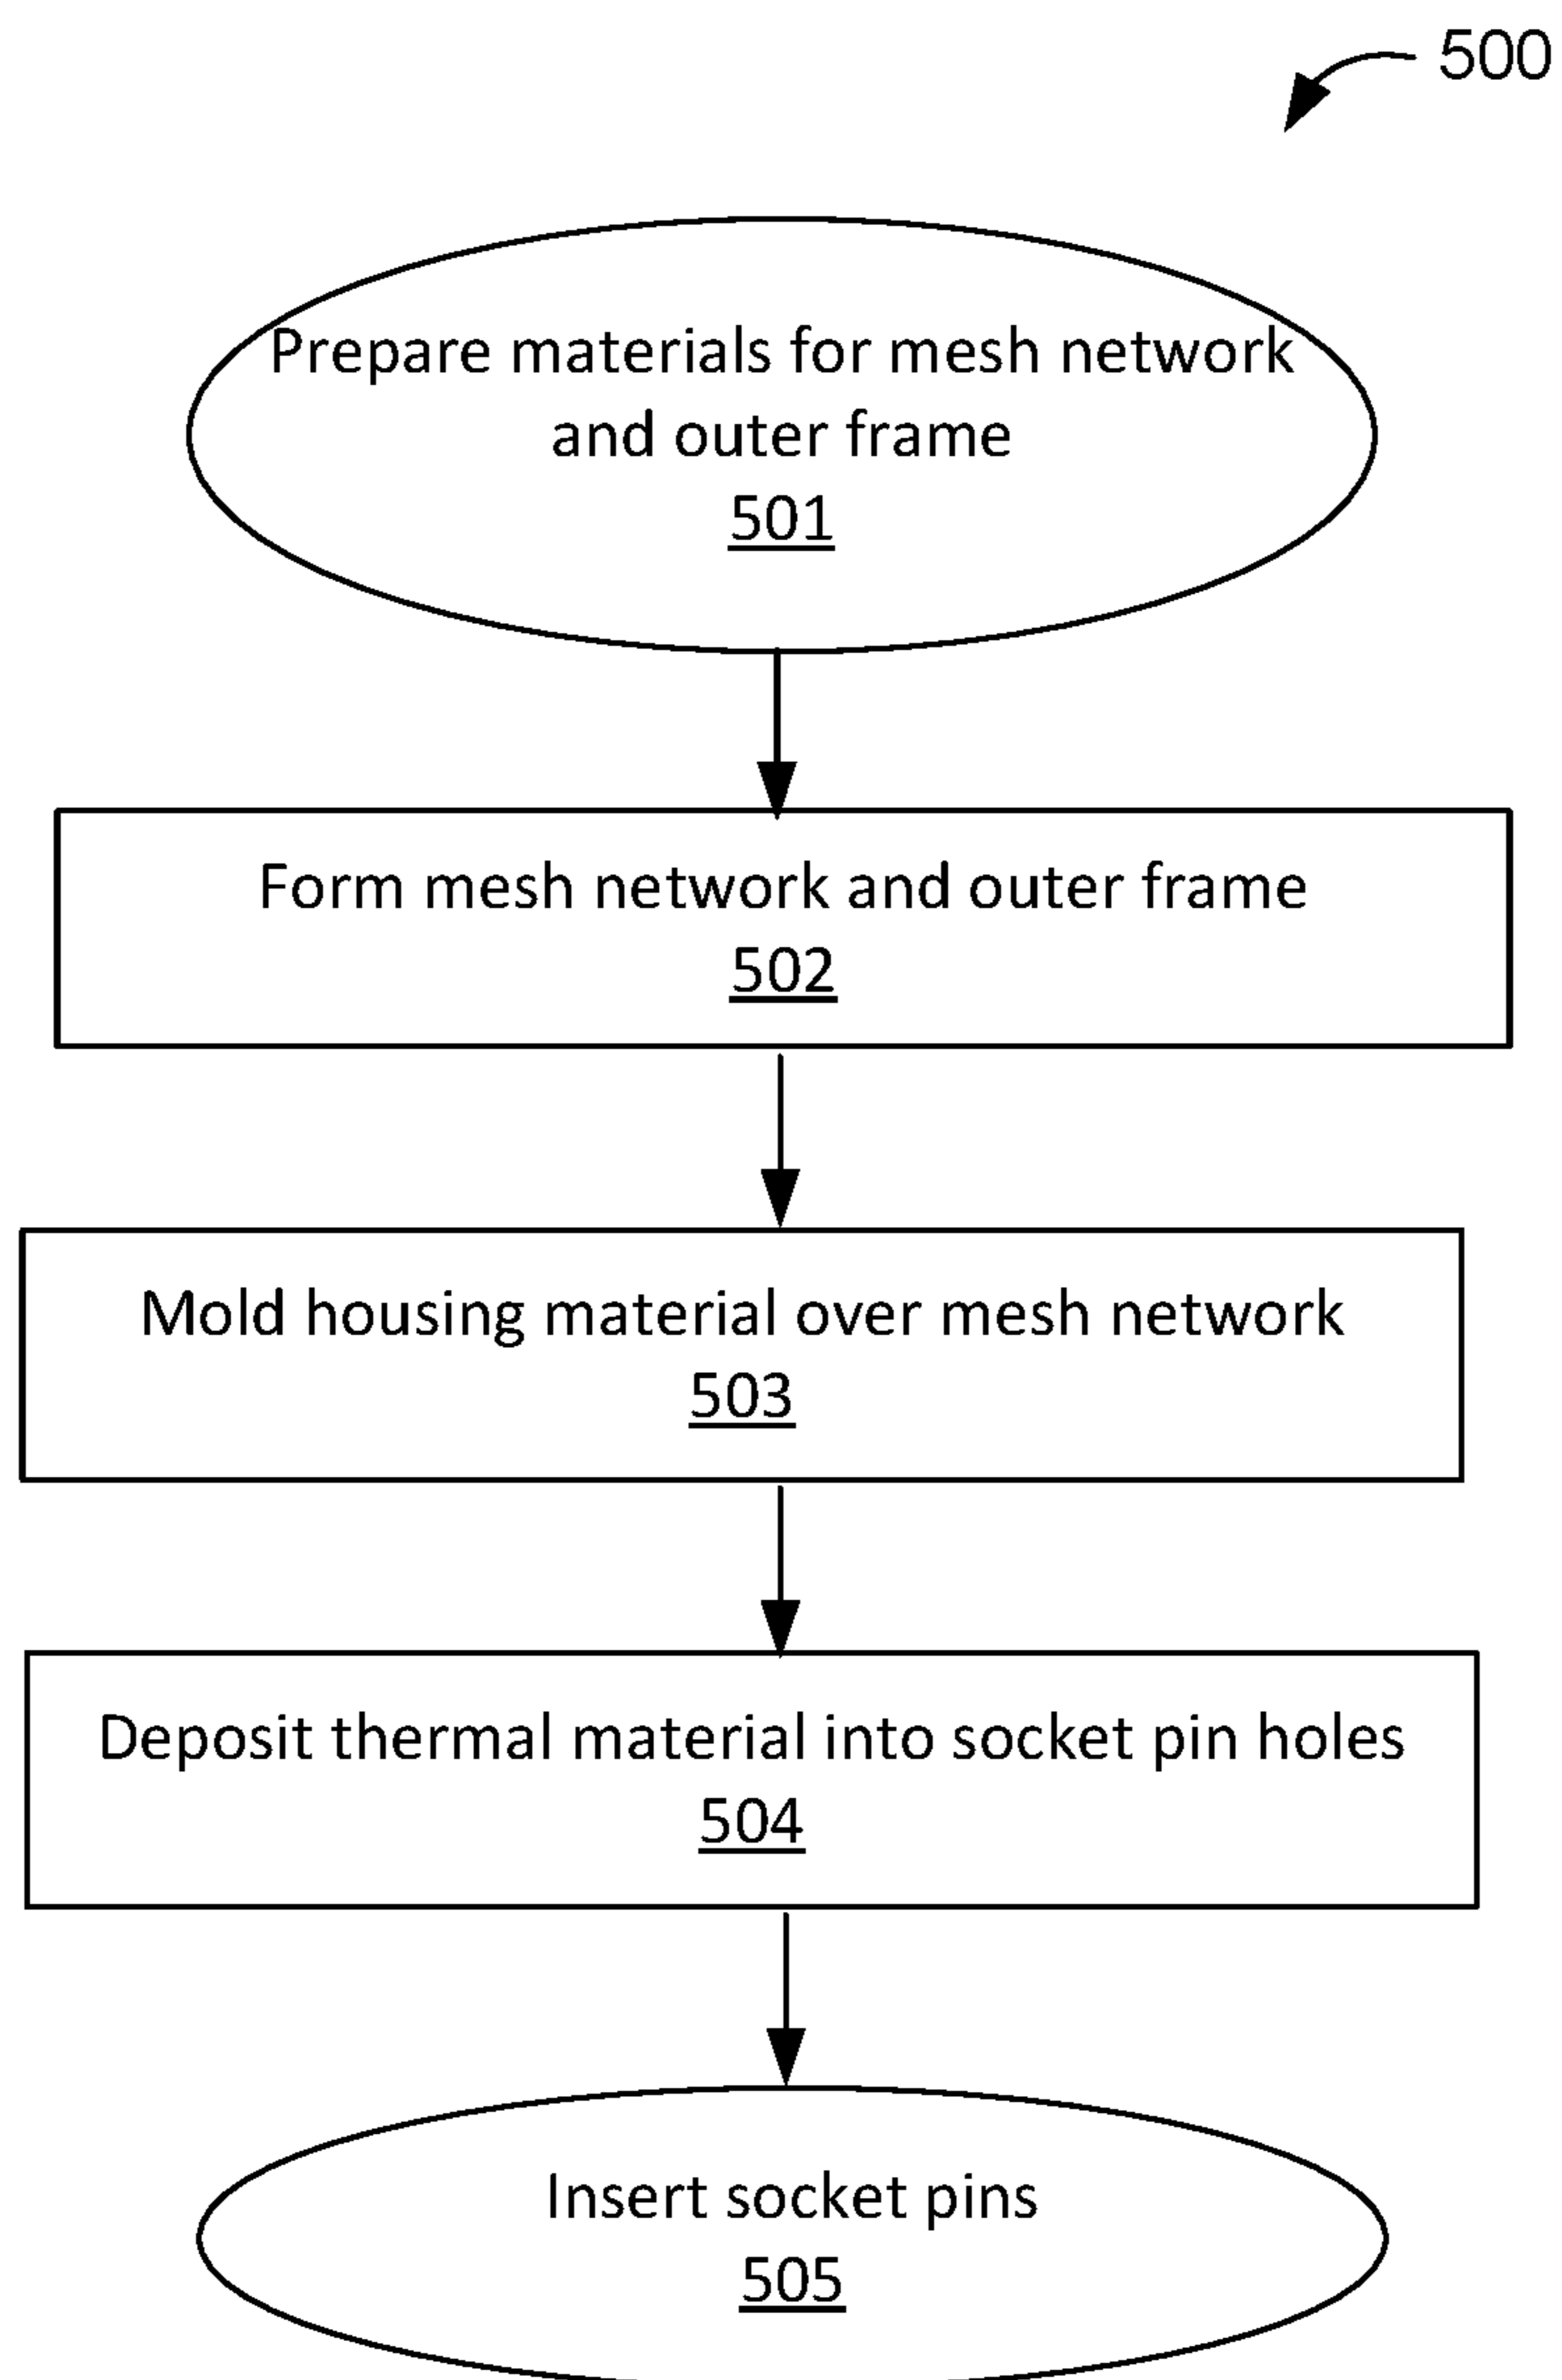 500
Prepare materials for mesh network
and outer frame
501
Form mesh network and outer frame
502
Mold housing material over mesh network
503
Deposit thermal material into socket pin holes
504
Insert socket pins
505